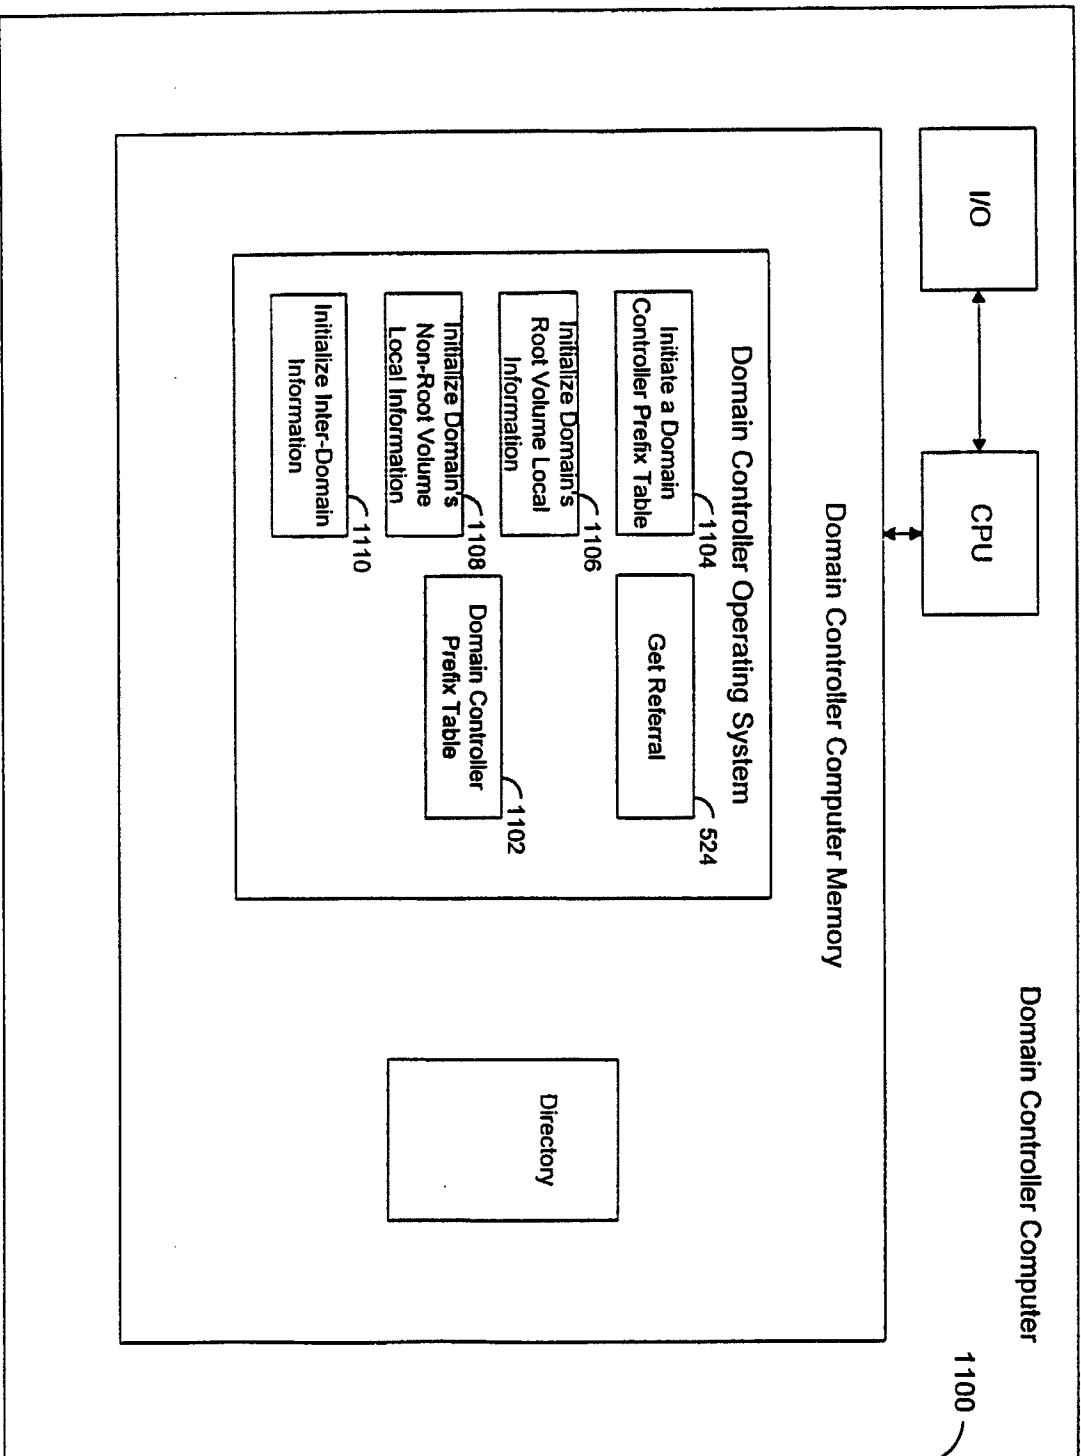 Domain Controller Computer
1100
I/O
CPU
Domain Controller Computer Memory
Domain Controller Operating System
Initiate a Domain
Controller Prefix Table
1104
Get Referral
524
Initialize Domain's
Root Volume Local
Information
1106
Initialize Domain's
Non-Root Volume
Local Information
1108
Domain Controller
Prefix Table
1102
Initialize Inter-Domain
Information
1110
Directory